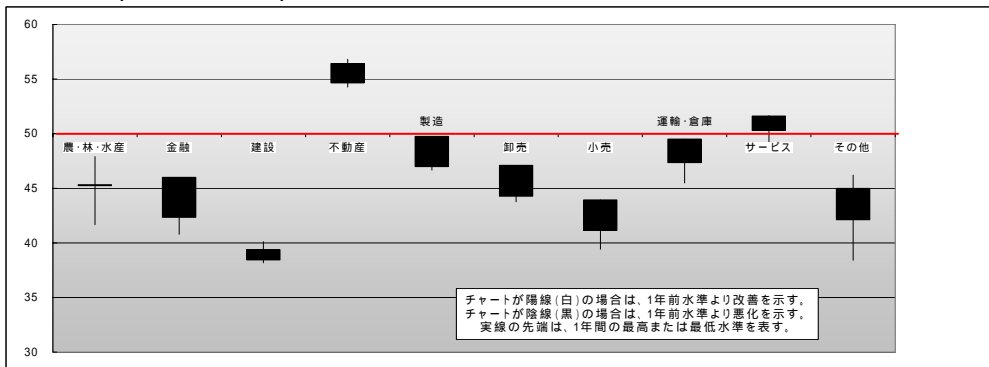 60
55
50
45
40
35
30
製造
運輸・倉庫
農・林・水産
金融
建設
不動産
卸売
小売
サービス
その他
チャートが陽線(白)の場合は、1年前水準より改善を示す。
チャートが陰線(黒)の場合は、1年前水準より悪化を示す。
実線の先端は、1年間の最高または最低水準を表す。